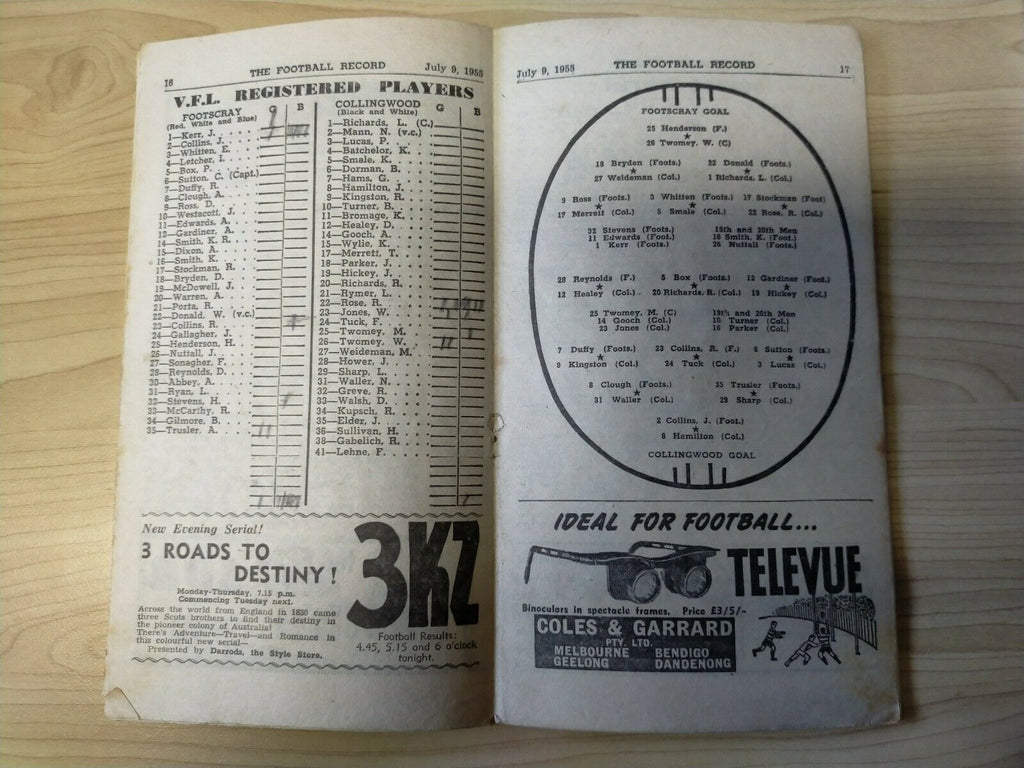 16 THE FOOTBALL RECORD July 9, 1955
V.F.L. REGISTERED PLAYERS
FOOTSCRAY G B
(Red, White and Blue)
1—Kerr, J.
2—Collins, J.
3—Whitten, E.
4—Letcher, I.
5—Box, P.
6—Sutton, C. (Capt.)
7—Duffy, R.
8—Clough, A.
9—Ross, D.
10—Westacott, J.
11—Edwards, A.
12—Gardiner, A.
14—Smith, K. R.
15—Dixon, A.
16—Smith, K.
17—Stockman, R.
18—Bryden, D.
19—McDowell, J.
20—Warren, A.
21—Porta, R.
22—Donald, W. (v.c.)
23—Collins, R.
24—Gallagher, J.
25—Henderson, H.
26—Nuttall, J.
27—Sonagher, F.
28—Reynolds, D.
30—Abbey, A.
31—Ryan, L.
32—Stevens, H.
33—McCarthy, R.
34—Gilmore, B.
35—Trusler, A.
COLLINGWOOD G B
(Black and White)
1—Richards, L. (C.)
2—Mann, N. (v.c.)
3—Lucas, P.
4—Batchelor, K.
5—Smale, K.
6—Dorman, B.
7—Hams, G.
8—Hamilton, J.
9—Kingston, R.
10—Turner, B.
11—Bromage, K.
12—Healey, D.
14—Gooch, A.
15—Wylie, K.
17—Merrett, T.
18—Parker, J.
19—Hickey, J.
20—Richards, R.
21—Rymer, L.
22—Rose, R.
23—Jones, W.
24—Tuck, F.
25—Twomey, M.
26—Twomey, W.
27—Weideman, M.
28—Hower, J.
29—Sharp, L.
31—Waller, N.
32—Greve, R.
33—Walsh, D.
34—Kupsch, R.
35—Elder, J.
36—Sullivan, H.
38—Gabelich, R.
41—Lehne, F.
New Evening Serial!
3 ROADS TO
DESTINY!
Monday-Thursday, 7.15 p.m.
Commencing Tuesday next.
Across the world from England in 1830 came
three Scots brothers to find their destiny in
the pioneer colony of Australia!
There's Adventure—Travel—and Romance in
this colourful new serial—
Presented by Darrods, the Style Store.
3KZ
Football Results:
4.45, 5.15 and 6 o'clock
tonight.
July 9, 1955 THE FOOTBALL RECORD 17
FOOTSCRAY GOAL
25 Henderson (F.)
26 Twomey, W. (C)
18 Bryden (Foots.) 22 Donald (Foots.)
27 Weideman (Col.) 1 Richards, L. (Col.)
9 Ross (Foots.) 3 Whitten (Foots.) 17 Stockman (Foot)
17 Merrett (Col.) 5 Smale (Col.) 22 Rose, R. (Col.)
32 Stevens (Foots.) 19th and 20th Men
11 Edwards (Foots.) 16 Smith, K. (Foots.)
1 Kerr (Foots.) 26 Nuttall (Foots.)
28 Reynolds (F.) 5 Box (Foots.) 12 Gardiner (Foot.)
12 Healey (Col.) 20 Richards, R. (Col.) 19 Hickey (Col.)
25 Twomey, M. (C) 19th and 20th Men
14 Gooch (Col.) 10 Turner (Col.)
23 Jones (Col.) 18 Parker (Col.)
7 Duffy (Foots.) 23 Collins, R. (F.) 6 Sutton (Foots.)
9 Kingston (Col.) 24 Tuck (Col.) 3 Lucas (Col.)
8 Clough (Foots.) 35 Trusler (Foots.)
31 Waller (Col.) 29 Sharp (Col.)
2 Collins, J. (Foot.)
8 Hamilton (Col.)
COLLINGWOOD GOAL
IDEAL FOR FOOTBALL...
TELEVUE
Binoculars in spectacle frames. Price £3/5/-
COLES & GARRARD
PTY. LTD.
MELBOURNE BENDIGO
GEELONG DANDENONG